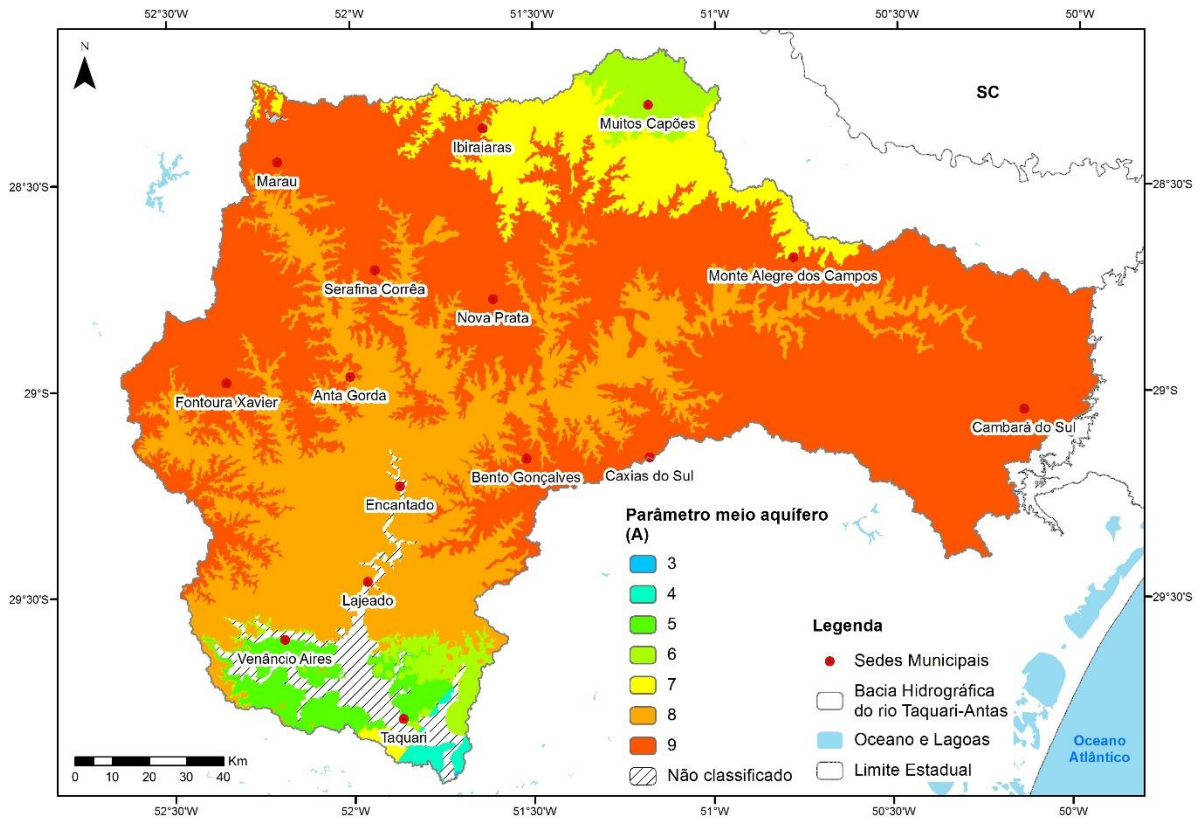 52°30'W
52°W
51°30'W
51°W
50°30'W
50°W
N
SC
Muitos Capões
Ibiraiaras
Marau
28°30'S
28°30'S
Monte Alegre dos Campos
Serafina Corrêa
Nova Prata
29°S
29°S
Anta Gorda
Fontoura Xavier
Cambará do Sul
Bento Gonçalves
Caxias do Sul
Encantado
Parâmetro meio aquífero
(A)
3
4
5
6
7
8
9
Não classificado
29°30'S
29°30'S
Lajeado
Venâncio Aires
Taquari
Legenda
Sedes Municipais
Bacia Hidrográfica
do rio Taquari-Antas
Oceano e Lagoas
Limite Estadual
Oceano
Atlântico
0 10 20 30 40
Km
52°30'W
52°W
51°30'W
51°W
50°30'W
50°W